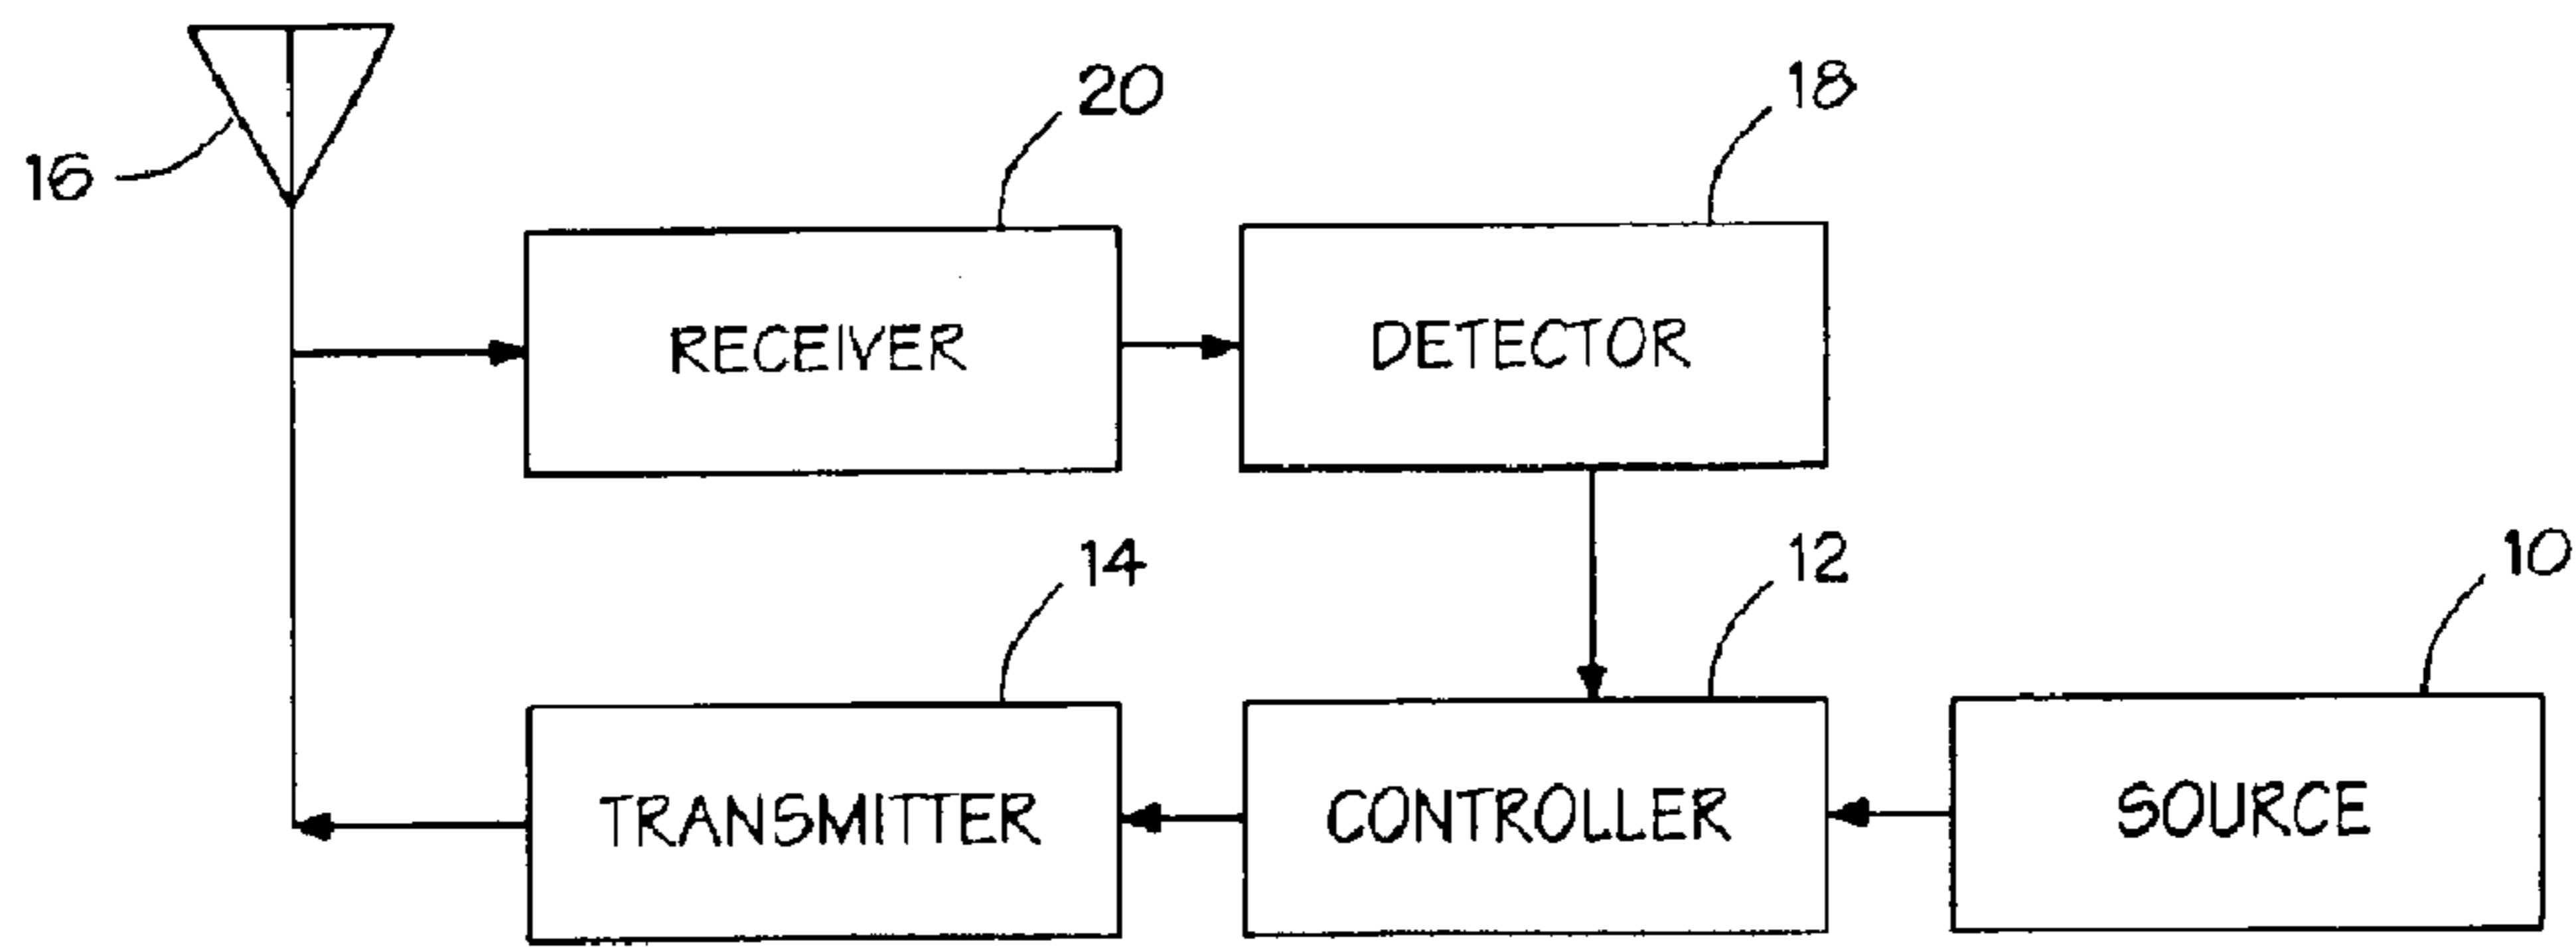 20
18
16
RECEIVER
DETECTOR
14
12
10
TRANSMITTER
CONTROLLER
SOURCE